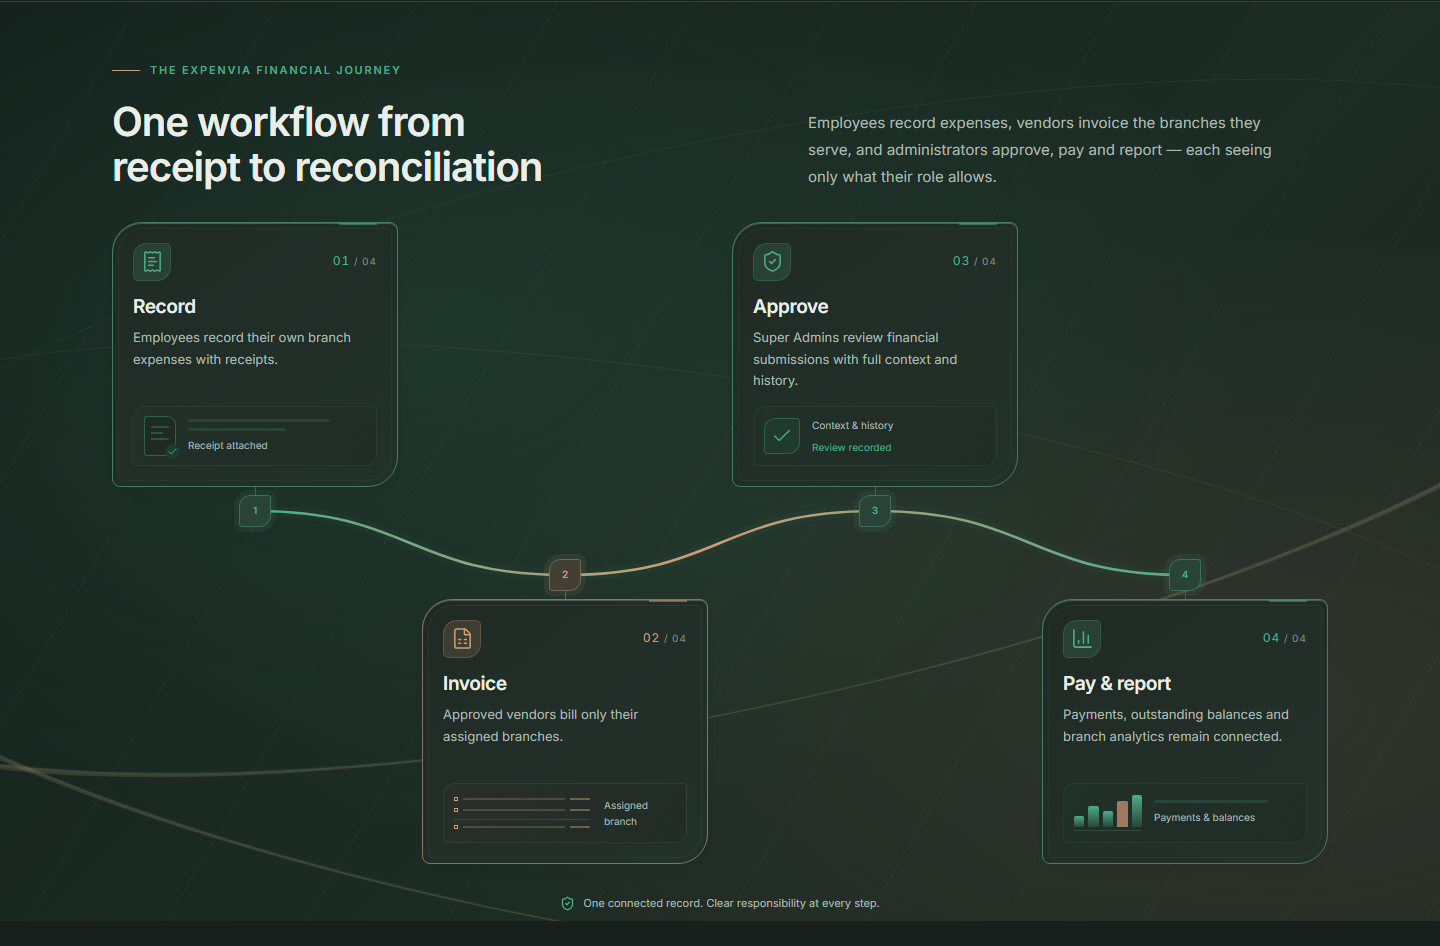 THE EXPENVIA FINANCIAL JOURNEY
One workflow from
receipt to reconciliation
Employees record expenses, vendors invoice the branches they
serve, and administrators approve, pay and report — each seeing
only what their role allows.
01 / 04
Record
Employees record their own branch
expenses with receipts.
Receipt attached
03 / 04
Approve
Super Admins review financial
submissions with full context and
history.
Context & history
Review recorded
1
3
2
4
02 / 04
Invoice
Approved vendors bill only their
assigned branches.
Assigned
branch
04 / 04
Pay & report
Payments, outstanding balances and
branch analytics remain connected.
Payments & balances
One connected record. Clear responsibility at every step.